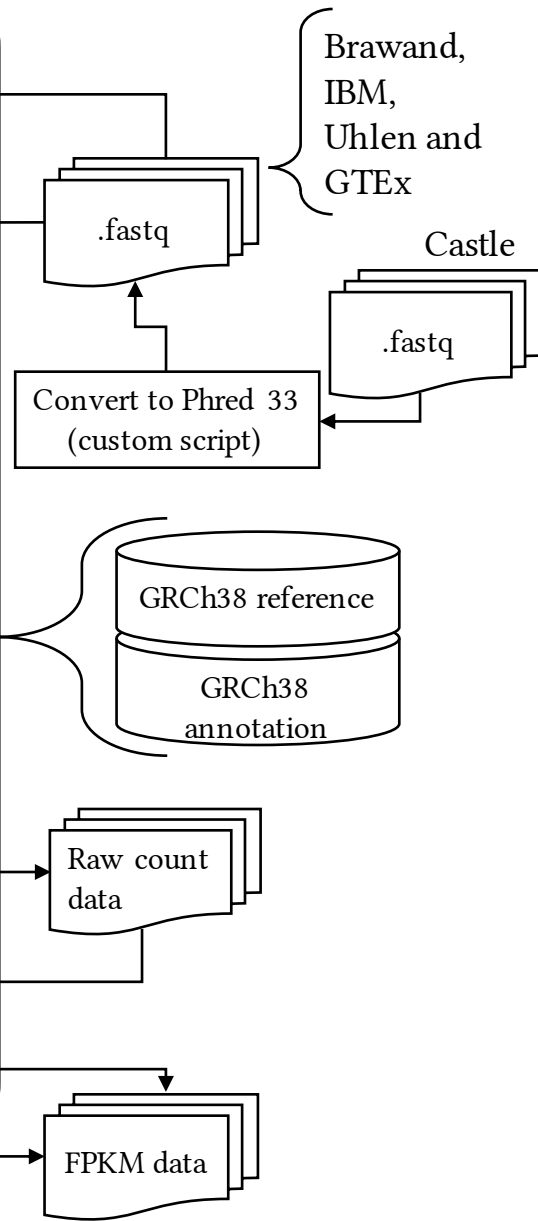 Brawand,
IBM,
Uhlen and
GTEx
.fastq
Castle
.fastq
Convert to Phred 33
(custom script)
GRCh38 reference
GRCh38
annotation
Raw count
data
FPKM data